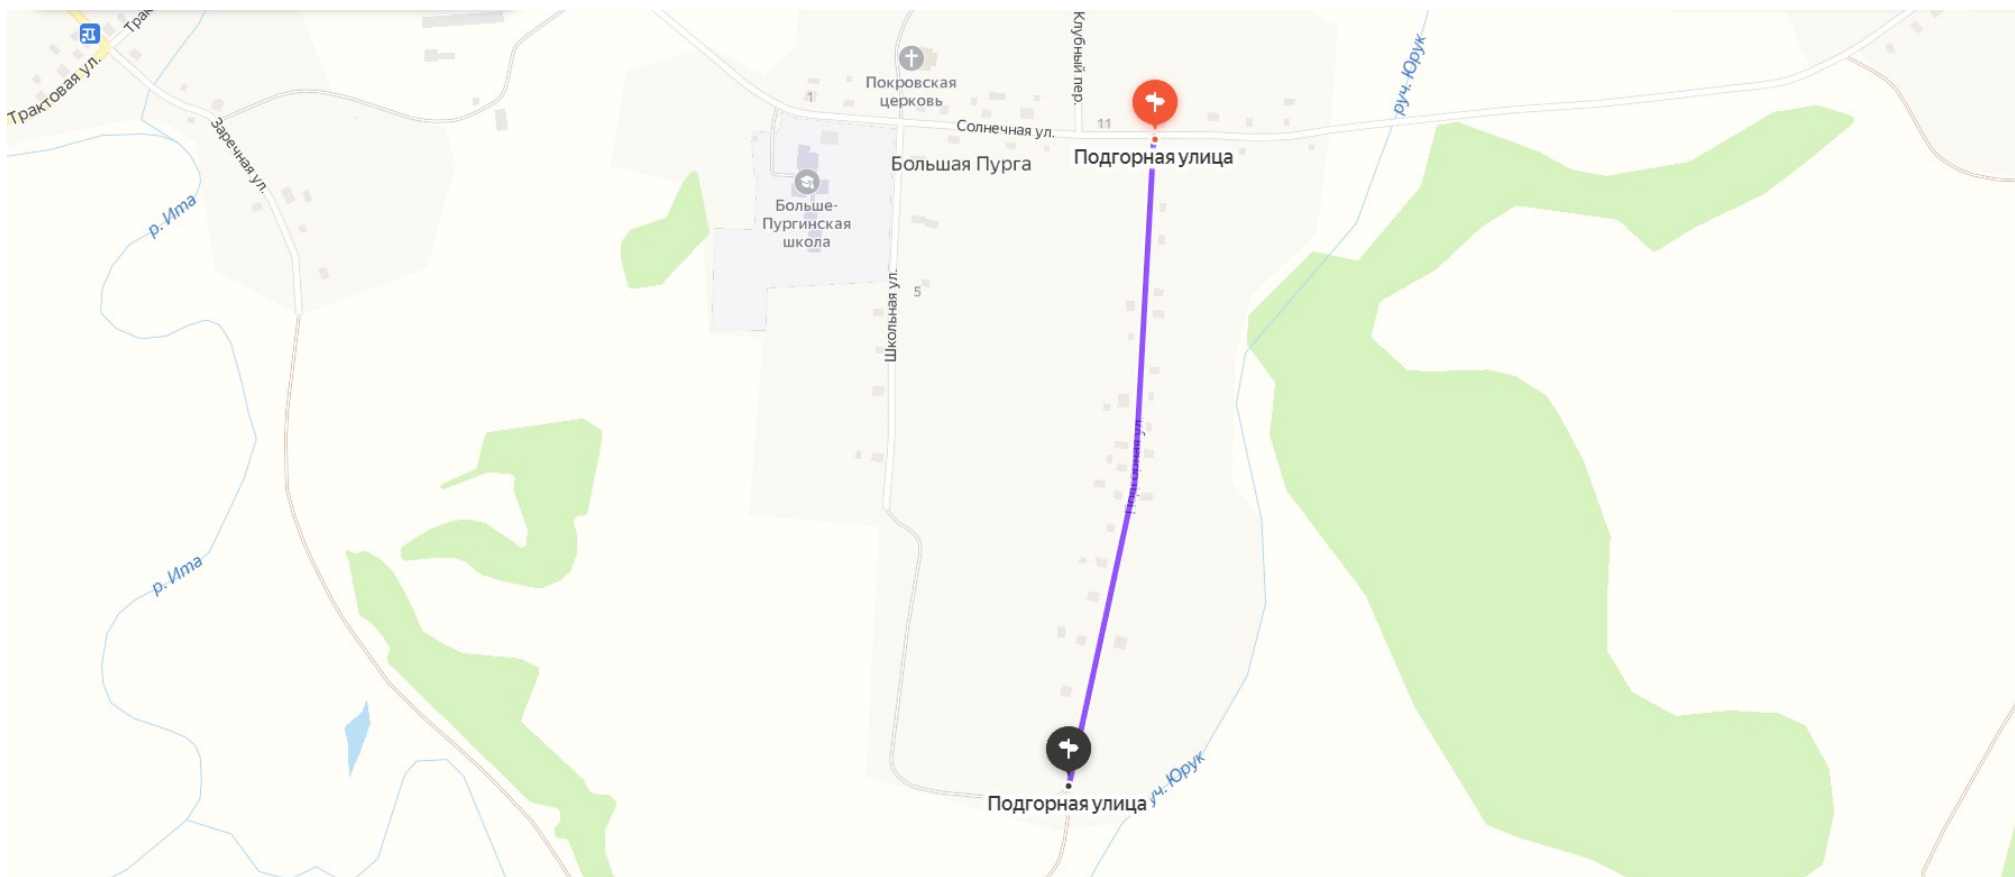 Трактовая ул.
Заречная ул.
р. Ита
р. Ита
1
Покровская
церковь
Солнечная ул.
Клубный пер.
11
руч. Юрук
Подгорная улица
Большая Пурга
Больше-
Пургинская
школа
5
Школьная ул.
Подгорная ул.
Подгорная улица
уч. Юрук